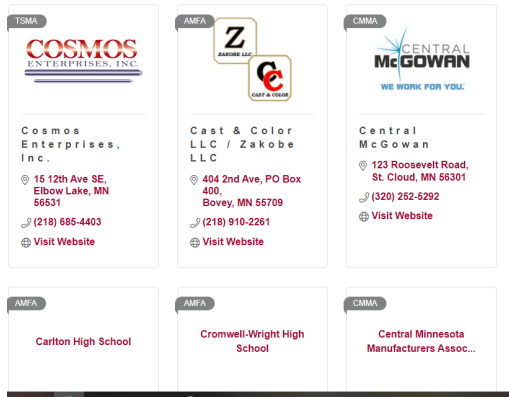 TSMA
COSMOS
ENTERPRISES, INC.
Cosmos
Enterprises,
Inc.
15 12th Ave SE,
Elbow Lake, MN
56531
(218) 685-4403
Visit Website
AMFA
Z
ZAKOBE LLC
CC
CAST & COLOR
Cast & Color
LLC / Zakobe
LLC
404 2nd Ave, PO Box
400,
Bovey, MN 55709
(218) 910-2261
Visit Website
CMMA
CENTRAL
McGOWAN
WE WORK FOR YOU.
Central
McGowan
123 Roosevelt Road,
St. Cloud, MN 56301
(320) 252-5292
Visit Website
AMFA
Carlton High School
AMFA
Cromwell-Wright High
School
CMMA
Central Minnesota
Manufacturers Assoc...